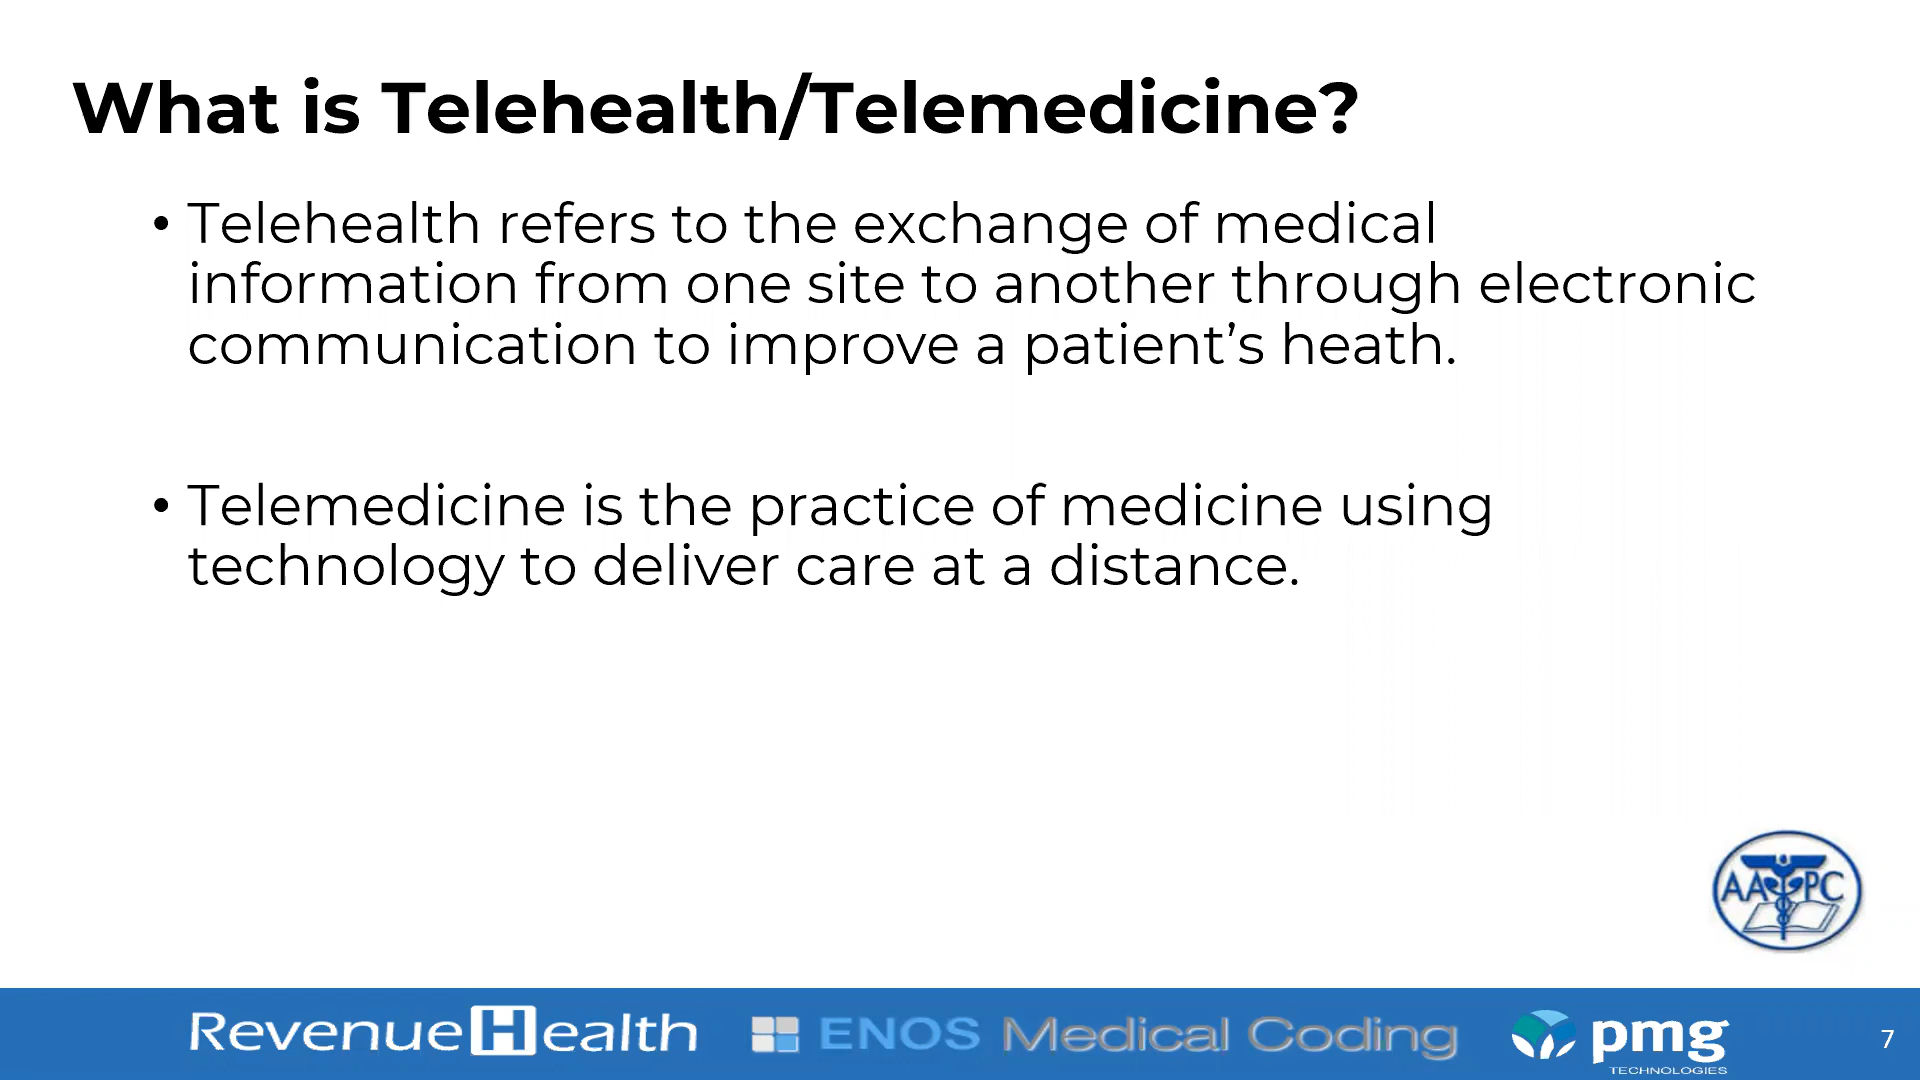 What is Telehealth/Telemedicine?
• Telehealth refers to the exchange of medical
information from one site to another through electronic
communication to improve a patient’s heath.
• Telemedicine is the practice of medicine using
technology to deliver care at a distance.
AAPC
RevenueHealth
ENOS Medical Coding
pmg
TECHNOLOGIES
7